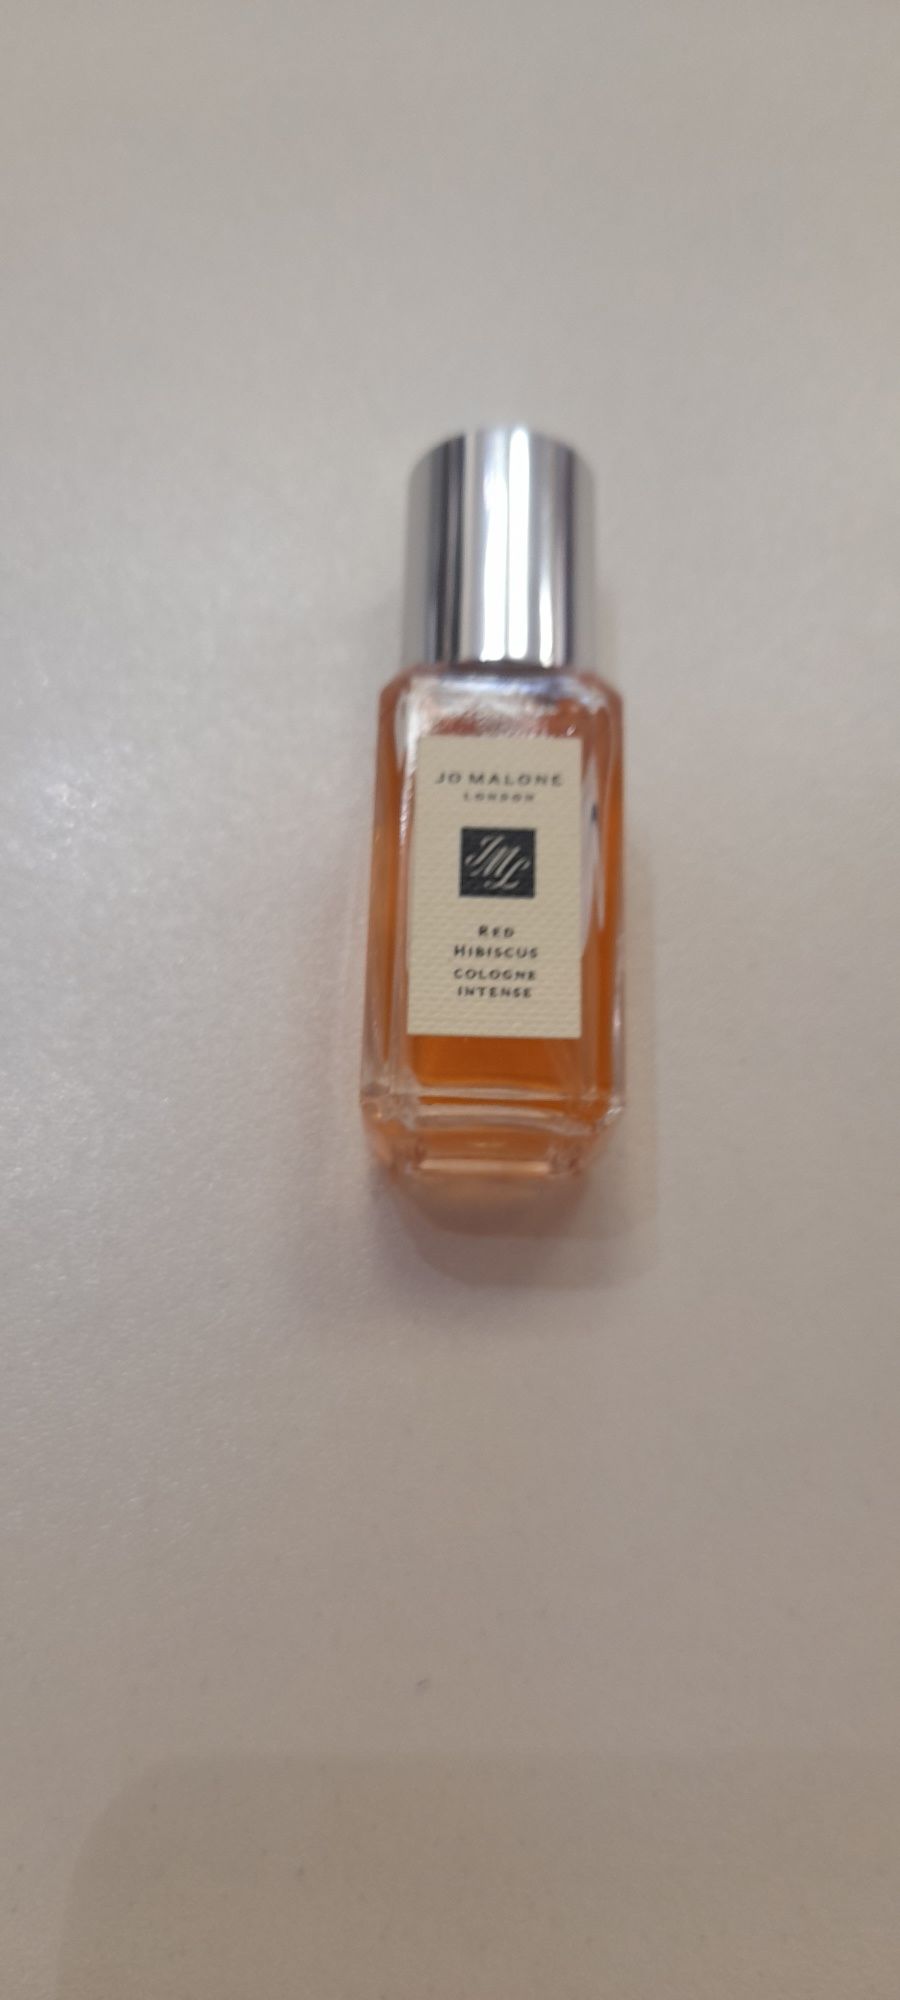 JO MALONE
LONDON
JML
RED
HIBISCUS
COLOGNE
INTENSE